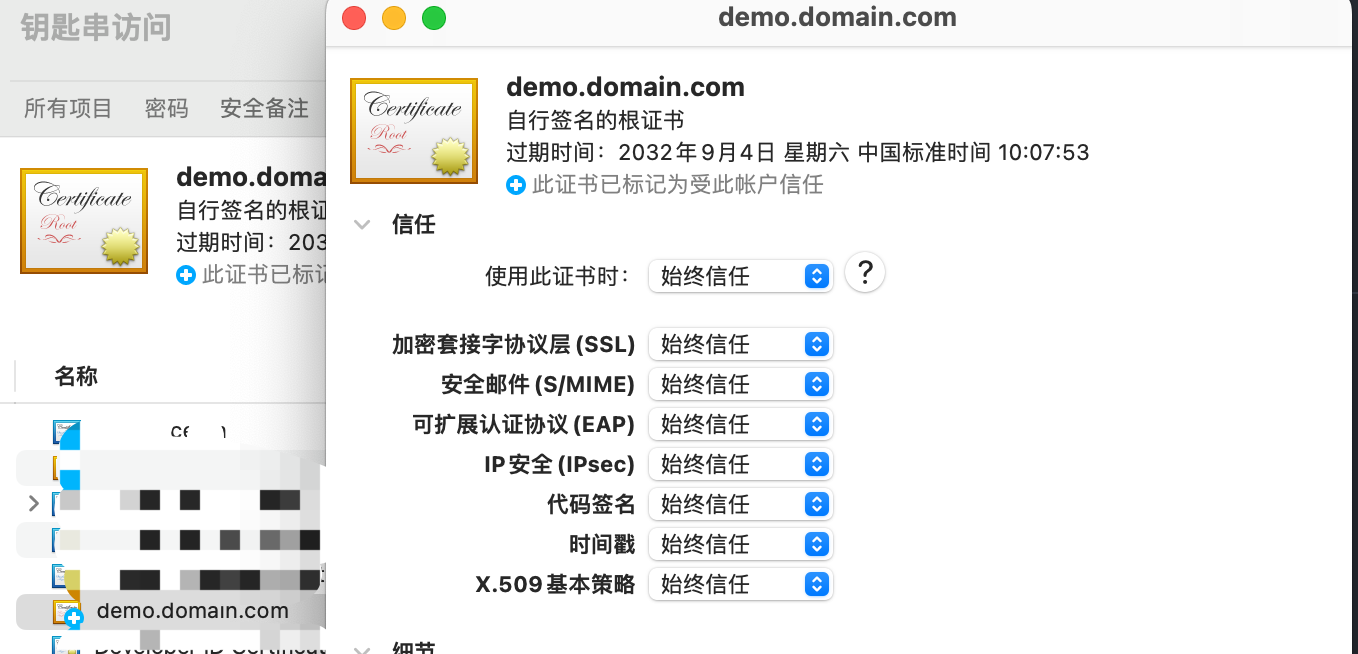 钥匙串访问
所有项目 密码 安全备注
Certificate
Root
demo.doma
自行签名的根证
过期时间：203
此证书已标记
名称
demo.domain.com
demo.domain.com
demo.domain.com
Certificate
Root
自行签名的根证书
过期时间：2032年9月4日 星期六 中国标准时间 10:07:53
此证书已标记为受此帐户信任
信任
使用此证书时： 始终信任 ?
加密套接字协议层 (SSL) 始终信任
安全邮件 (S/MIME) 始终信任
可扩展认证协议 (EAP) 始终信任
IP 安全 (IPsec) 始终信任
代码签名 始终信任
时间戳 始终信任
X.509 基本策略 始终信任
细节